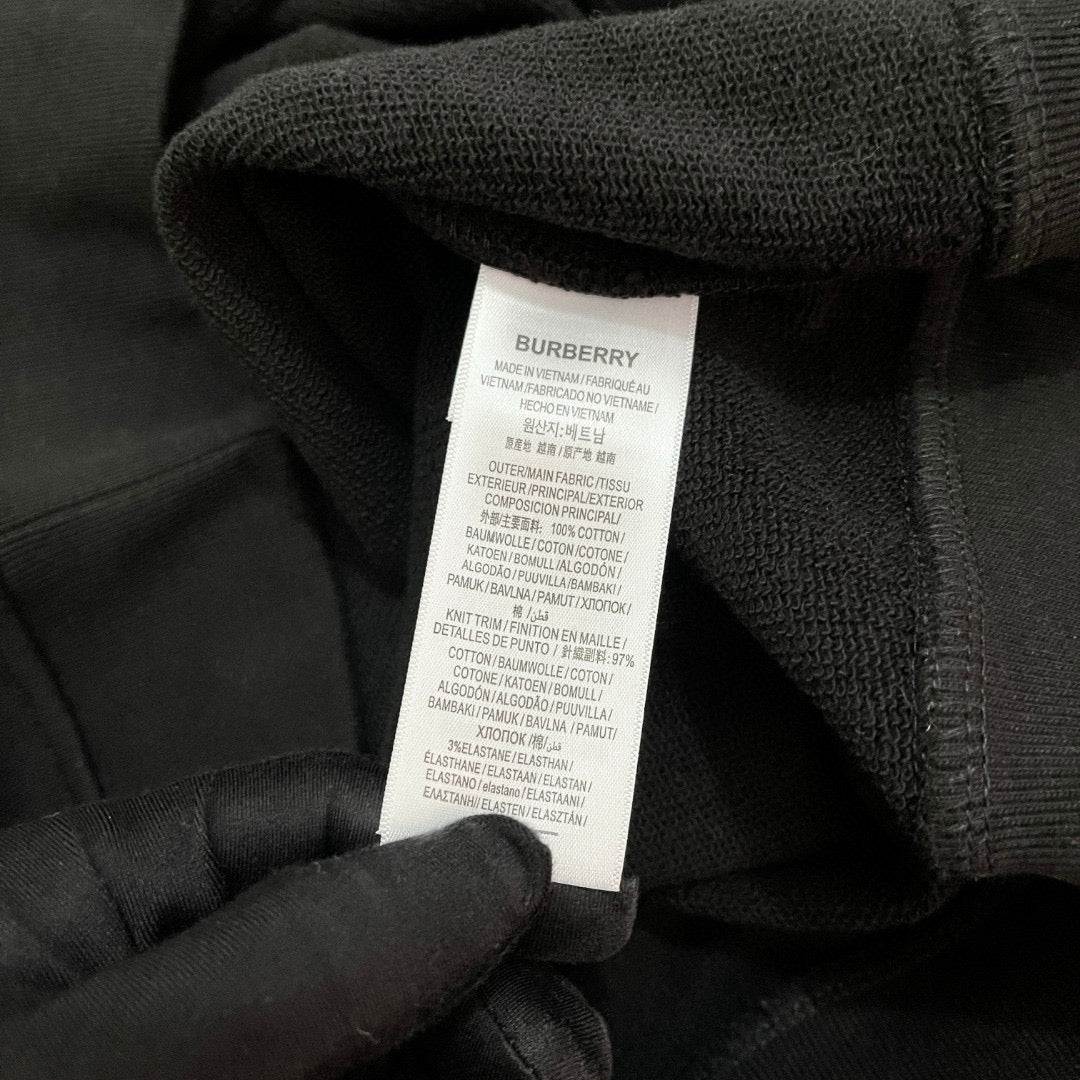 BURBERRY
MADE IN VIETNAM / FABRIQUÉ AU
VIETNAM /FABRICADO NO VIETNAME /
HECHO EN VIETNAM
원산지:베트남
原産地 越南 / 原产地 越南
OUTER/MAIN FABRIC /TISSU
EXTERIEUR /PRINCIPAL/EXTERIOR
COMPOSICION PRINCIPAL/
外部/主要面料: 100% COTTON /
BAUMWOLLE / COTON /COTONE /
KATOEN / BOMULL /ALGODÓN /
ALGODÃO / PUUVILLA /BAMBAKI /
PAMUK / BAVLNA / PAMUT / ХЛОПОК /
棉 / قطن/
KNIT TRIM / FINITION EN MAILLE /
DETALLES DE PUNTO / 針織副料: 97%
COTTON / BAUMWOLLE / COTON /
COTONE / KATOEN / BOMULL /
ALGODÓN / ALGODÃO / PUUVILLA /
BAMBAKI / PAMUK / BAVLNA / PAMUT/
ХЛОПОК /棉/قطن/
3%ELASTANE / ELASTHAN /
ÉLASTHANE / ELASTAAN / ELASTAN /
ELASTANO / elastano / ELASTAANI /
ΕΛΑΣΤΑΝΗ// ELASTEN / ELASZTÁN /